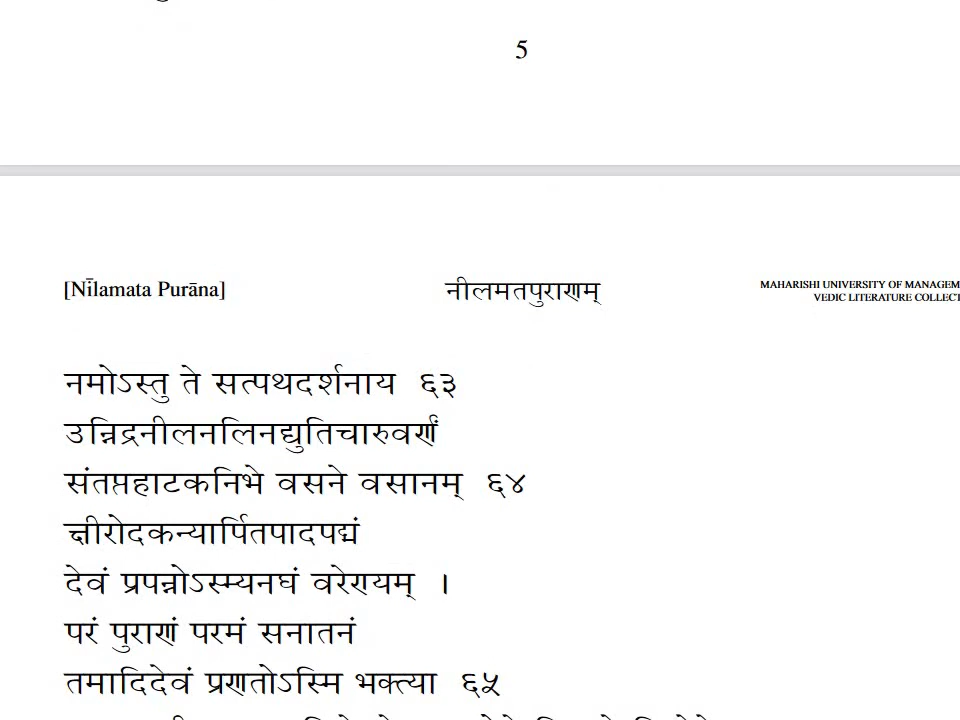 5
[Nīlamata Purāna]
नीलमतपुराणम्
MAHARISHI UNIVERSITY OF MANAGEM
VEDIC LITERATURE COLLECT
नमोऽस्तु ते सत्पथदर्शनाय ६३
उन्निद्रनीलनलिनद्युतिचारुवर्णं
संतप्तहाटकनिभे वसने वसानम् ६४
क्षीरोदकन्यार्पितपादपद्मं
देवं प्रपन्नोऽस्म्यनघं वरेण्यम् ।
परं पुराणं परमं सनातनं
तमादिदेवं प्रणतोऽस्मि भक्त्या ६५